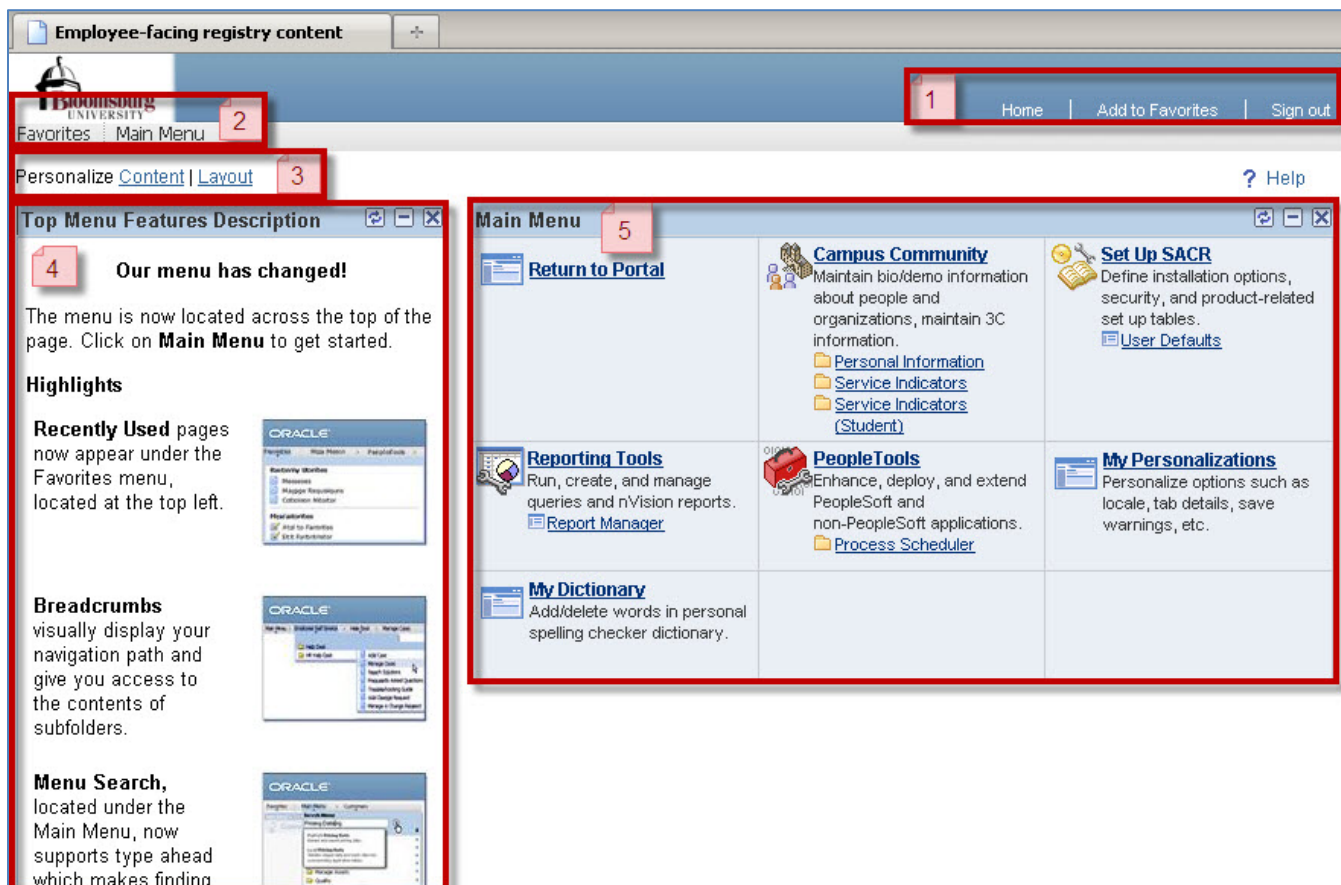 Employee-facing registry content
Bloomsburg
UNIVERSITY
1
Home | Add to Favorites | Sign out
2
Favorites Main Menu
Personalize Content | Layout
3
? Help
Top Menu Features Description
4
Our menu has changed!
The menu is now located across the top of the
page. Click on Main Menu to get started.
Highlights
Recently Used pages
now appear under the
Favorites menu,
located at the top left.
ORACLE
Breadcrumbs
visually display your
navigation path and
give you access to
the contents of
subfolders.
ORACLE
Menu Search,
located under the
Main Menu, now
supports type ahead
which makes finding
ORACLE
Main Menu
5
Return to Portal
Campus Community
Maintain bio/demo information
about people and
organizations, maintain 3C
information.
Personal Information
Service Indicators
Service Indicators
(Student)
Set Up SACR
Define installation options,
security, and product-related
set up tables.
User Defaults
Reporting Tools
Run, create, and manage
queries and nVision reports.
Report Manager
PeopleTools
Enhance, deploy, and extend
PeopleSoft and
non-PeopleSoft applications.
Process Scheduler
My Personalizations
Personalize options such as
locale, tab details, save
warnings, etc.
My Dictionary
Add/delete words in personal
spelling checker dictionary.